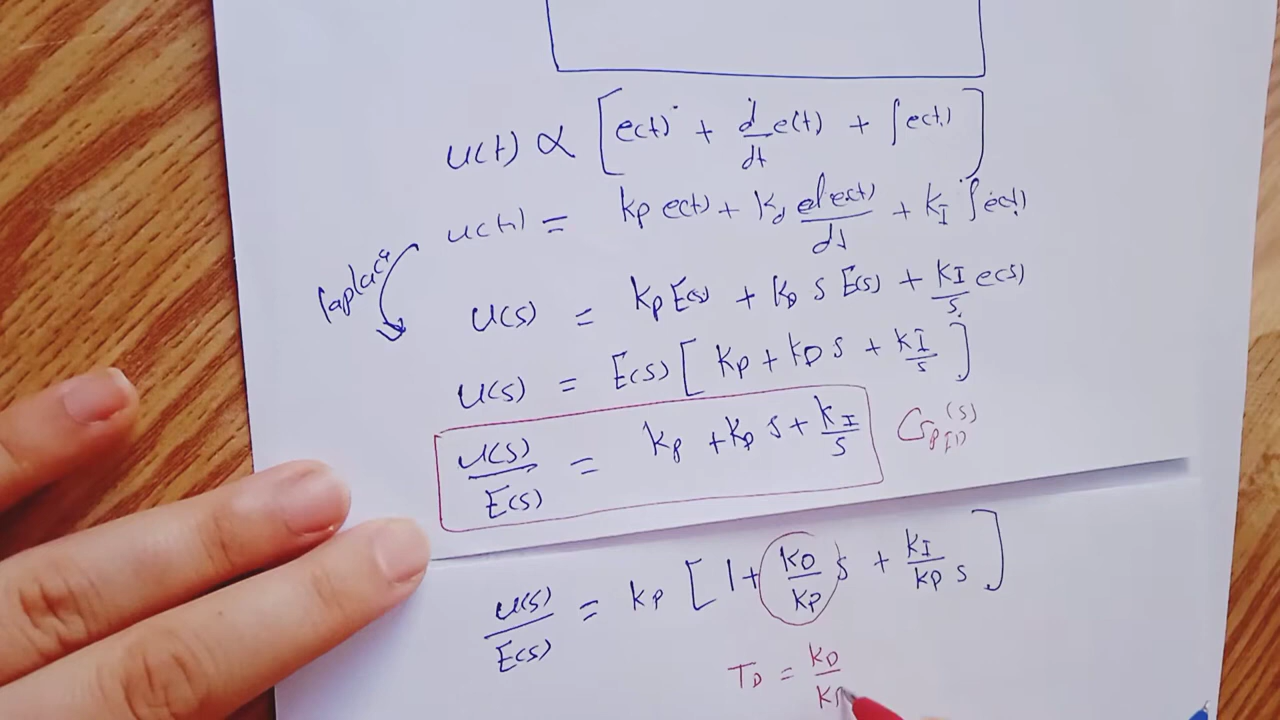 u(t) ∝ [e(t) + d/dt e(t) + ∫e(t)]
u(t) = kp e(t) + Kd de(t)/dt + KI ∫e(t)
laplace
U(s) = Kp E(s) + KD s E(s) + KI/s e(s)
U(s) = E(s) [KP + KD s + KI/s]
U(s)/E(s) = kp + kD s + kI/s
G PID (s)
U(s)/E(s) = kp [1 + KD/KP s + KI/KP s]
TD = KD/KP